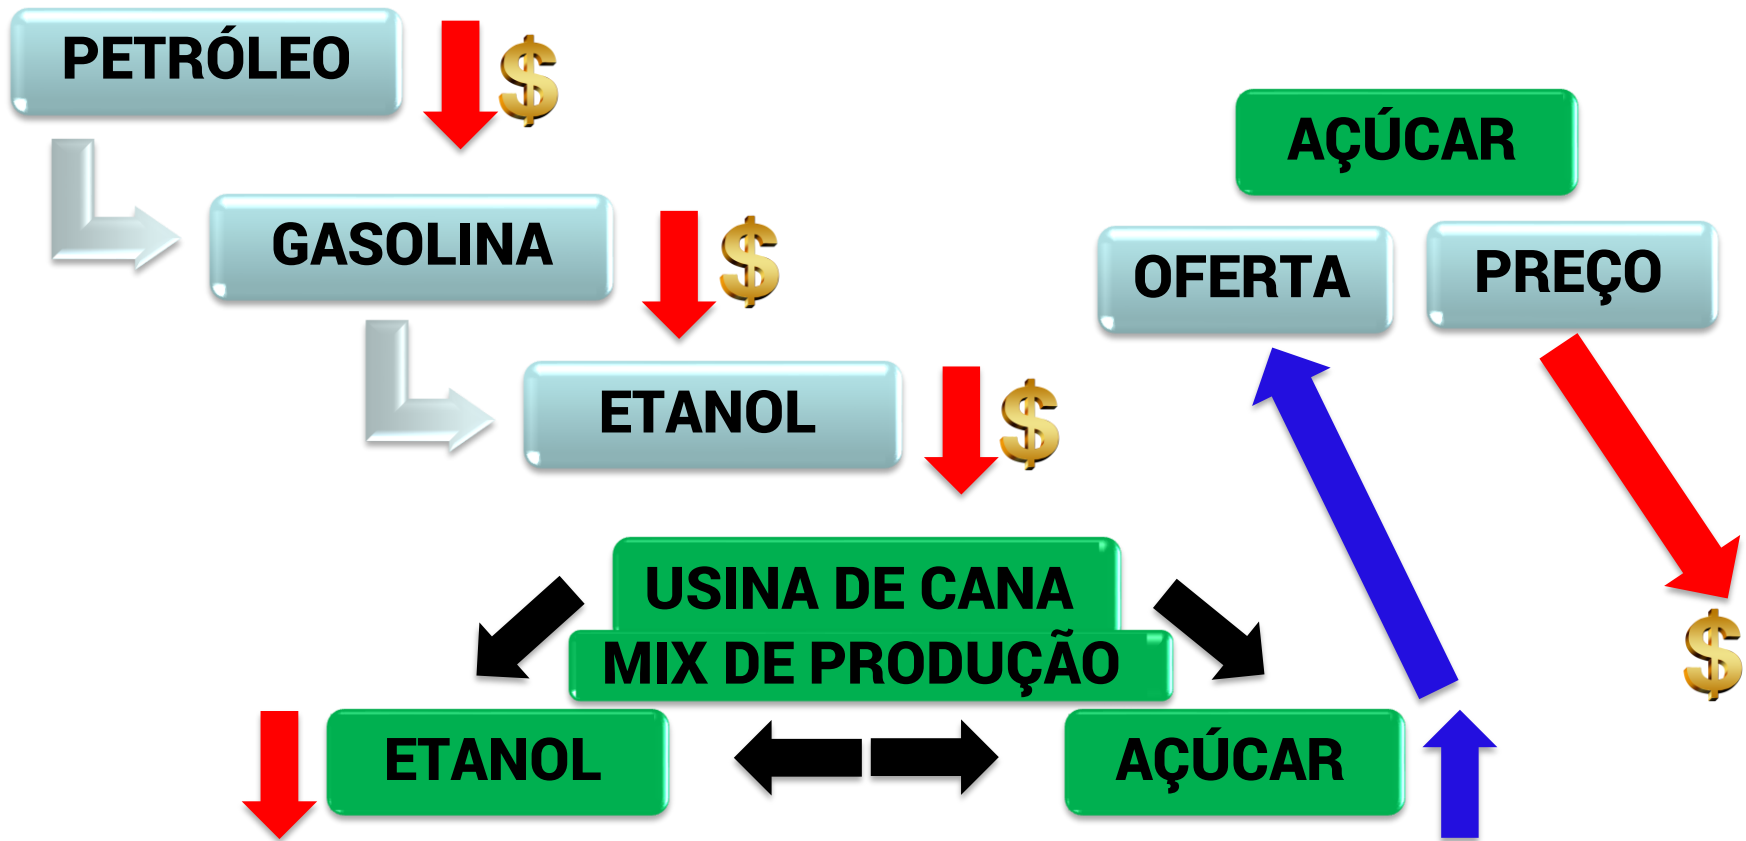 PETRÓLEO
$
GASOLINA
$
ETANOL
$
AÇÚCAR
OFERTA
PREÇO
$
USINA DE CANA
MIX DE PRODUÇÃO
ETANOL
AÇÚCAR